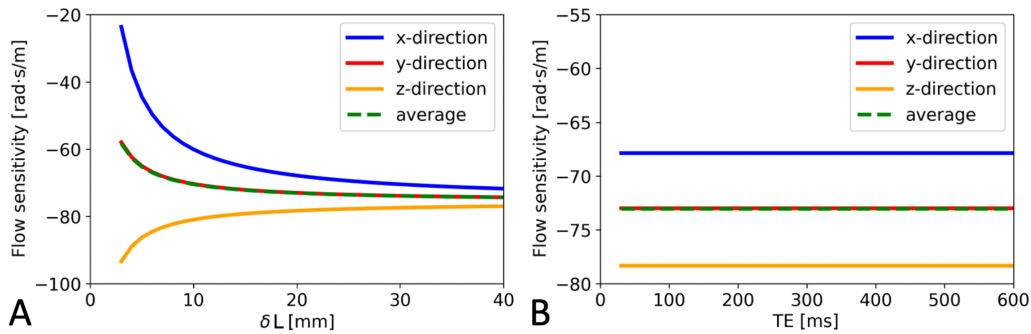 −20
−40
−60
−80
−100
Flow sensitivity [rad·s/m]
x-direction
y-direction
z-direction
average
0
10
20
30
40
δ L [mm]
A
−55
−60
−65
−70
−75
−80
Flow sensitivity [rad·s/m]
x-direction
y-direction
z-direction
average
0
100
200
300
400
500
600
TE [ms]
B